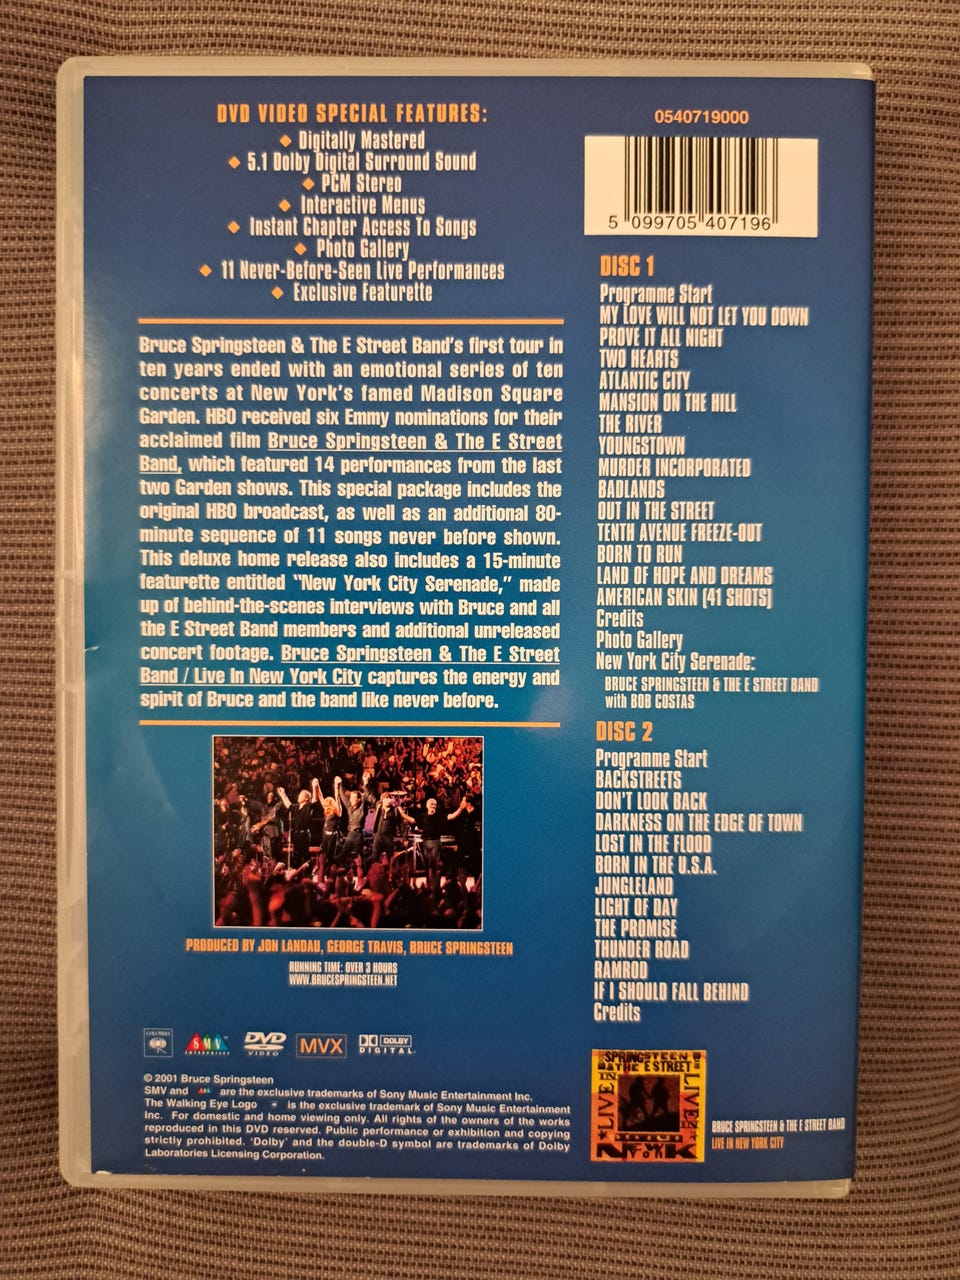 DVD VIDEO SPECIAL FEATURES:
◆ Digitally Mastered
◆ 5.1 Dolby Digital Surround Sound
◆ PCM Stereo
◆ Interactive Menus
◆ Instant Chapter Access To Songs
◆ Photo Gallery
◆ 11 Never-Before-Seen Live Performances
◆ Exclusive Featurette
Bruce Springsteen & The E Street Band's first tour in
ten years ended with an emotional series of ten
concerts at New York's famed Madison Square
Garden. HBO received six Emmy nominations for their
acclaimed film Bruce Springsteen & The E Street
Band, which featured 14 performances from the last
two Garden shows. This special package includes the
original HBO broadcast, as well as an additional 80-
minute sequence of 11 songs never before shown.
This deluxe home release also includes a 15-minute
featurette entitled "New York City Serenade," made
up of behind-the-scenes interviews with Bruce and all
the E Street Band members and additional unreleased
concert footage. Bruce Springsteen & The E Street
Band / Live In New York City captures the energy and
spirit of Bruce and the band like never before.
PRODUCED BY JON LANDAU, GEORGE TRAVIS, BRUCE SPRINGSTEEN
RUNNING TIME: OVER 3 HOURS
WWW.BRUCESPRINGSTEEN.NET
COLUMBIA
SMV
ENTERPRISES
DVD
VIDEO
MVX
DOLBY
DIGITAL
© 2001 Bruce Springsteen
SMV and are the exclusive trademarks of Sony Music Entertainment Inc.
The Walking Eye Logo is the exclusive trademark of Sony Music Entertainment
Inc. For domestic and home viewing only. All rights of the owners of the works
reproduced in this DVD reserved. Public performance or exhibition and copying
strictly prohibited. 'Dolby' and the double-D symbol are trademarks of Dolby
Laboratories Licensing Corporation.
0540719000
5 099705 407196
DISC 1
Programme Start
MY LOVE WILL NOT LET YOU DOWN
PROVE IT ALL NIGHT
TWO HEARTS
ATLANTIC CITY
MANSION ON THE HILL
THE RIVER
YOUNGSTOWN
MURDER INCORPORATED
BADLANDS
OUT IN THE STREET
TENTH AVENUE FREEZE-OUT
BORN TO RUN
LAND OF HOPE AND DREAMS
AMERICAN SKIN (41 SHOTS)
Credits
Photo Gallery
New York City Serenade:
BRUCE SPRINGSTEEN & THE E STREET BAND
with BOB COSTAS
DISC 2
Programme Start
BACKSTREETS
DON'T LOOK BACK
DARKNESS ON THE EDGE OF TOWN
LOST IN THE FLOOD
BORN IN THE U.S.A.
JUNGLELAND
LIGHT OF DAY
THE PROMISE
THUNDER ROAD
RAMROD
IF I SHOULD FALL BEHIND
Credits
SPRINGSTEEN
THE E STREET
LIVE IN
LIVE
BRUCE SPRINGSTEEN & THE E STREET BAND
LIVE IN NEW YORK CITY